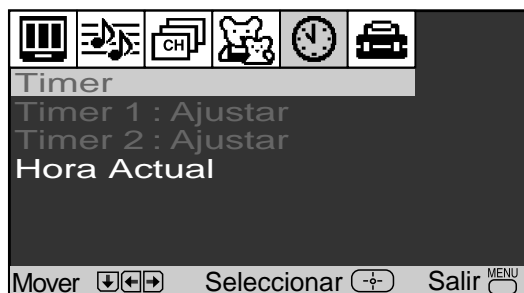 CH
Timer
Timer 1 : Ajustar
Timer 2 : Ajustar
Hora Actual
Mover Seleccionar Salir MENU